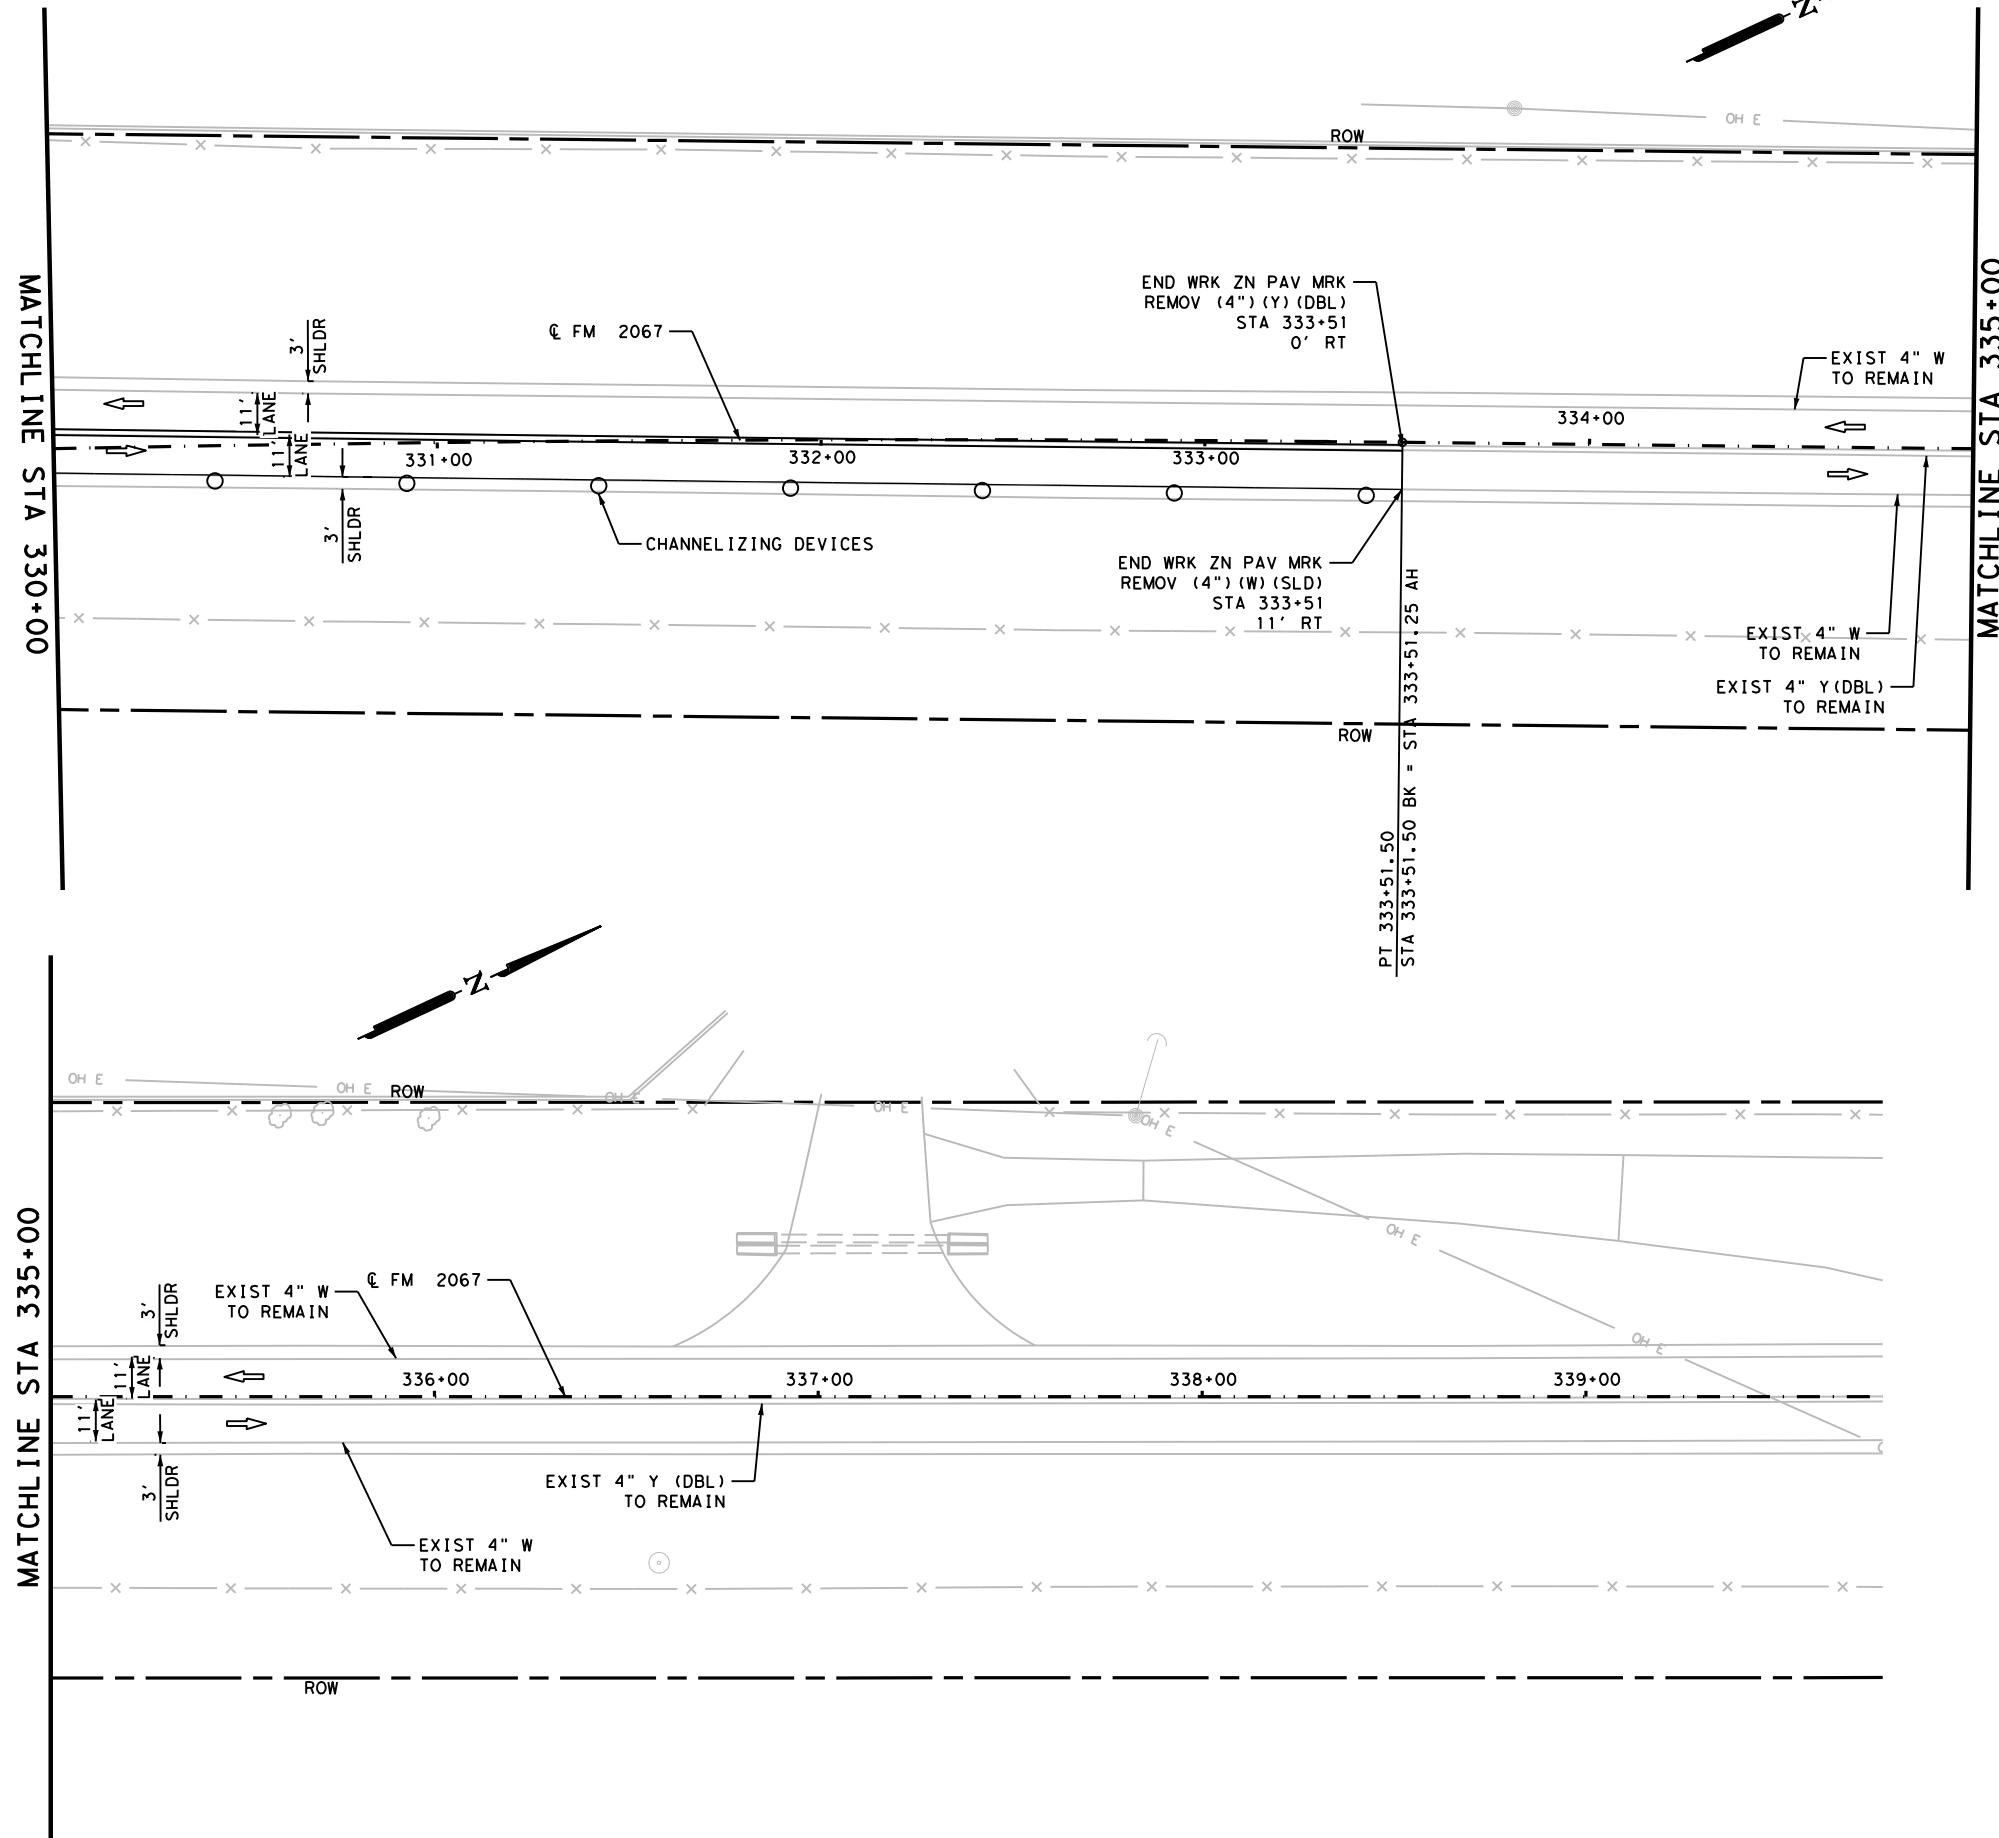 N
OH E
ROW
MATCHLINE STA 330+00
MATCHLINE STA 335+00
END WRK ZN PAV MRK
REMOV (4")(Y)(DBL)
STA 333+51
0' RT
℄ FM 2067
3'
SHLDR
11'
LANE
11'
LANE
3'
SHLDR
EXIST 4" W
TO REMAIN
331+00
332+00
333+00
334+00
CHANNELIZING DEVICES
END WRK ZN PAV MRK
REMOV (4")(W)(SLD)
STA 333+51
11' RT
EXIST 4" W
TO REMAIN
EXIST 4" Y(DBL)
TO REMAIN
ROW
PT 333+51.50
STA 333+51.50 BK = STA 333+51.25 AH
N
OH E
OH E
ROW
OH E
OH E
OH E
OH E
OH E
MATCHLINE STA 335+00
EXIST 4" W
TO REMAIN
℄ FM 2067
3'
SHLDR
11'
LANE
11'
LANE
3'
SHLDR
336+00
337+00
338+00
339+00
EXIST 4" Y (DBL)
TO REMAIN
EXIST 4" W
TO REMAIN
ROW